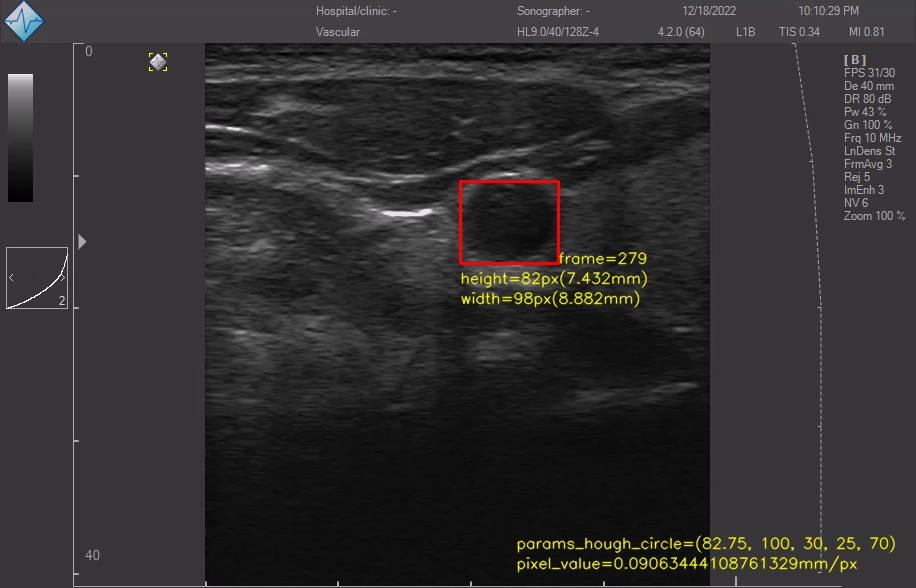 Hospital/clinic: - Sonographer: - 12/18/2022 10:10:29 PM
Vascular HL9.0/40/128Z-4 4.2.0 (64) L1B TIS 0.34 MI 0.81
0
[ B ]
FPS 31/30
De 40 mm
DR 80 dB
Pw 43 %
Gn 100 %
Frq 10 MHz
LnDens St
FrmAvg 3
Rej 5
ImEnh 3
NV 6
Zoom 100 %
2
frame=279
height=82px(7.432mm)
width=98px(8.882mm)
40
params_hough_circle=(82.75, 100, 30, 25, 70)
pixel_value=0.09063444108761329mm/px